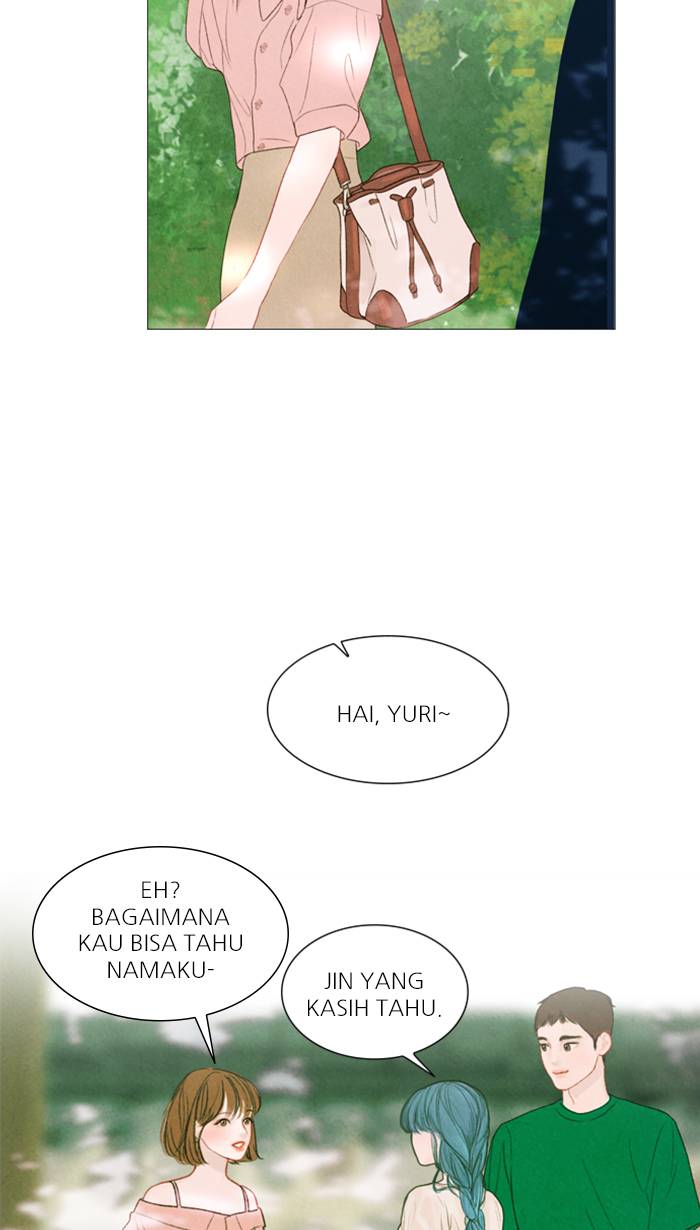 HAI, YURI~
EH?
BAGAIMANA
KAU BISA TAHU
NAMAKU-
JIN YANG
KASIH TAHU.